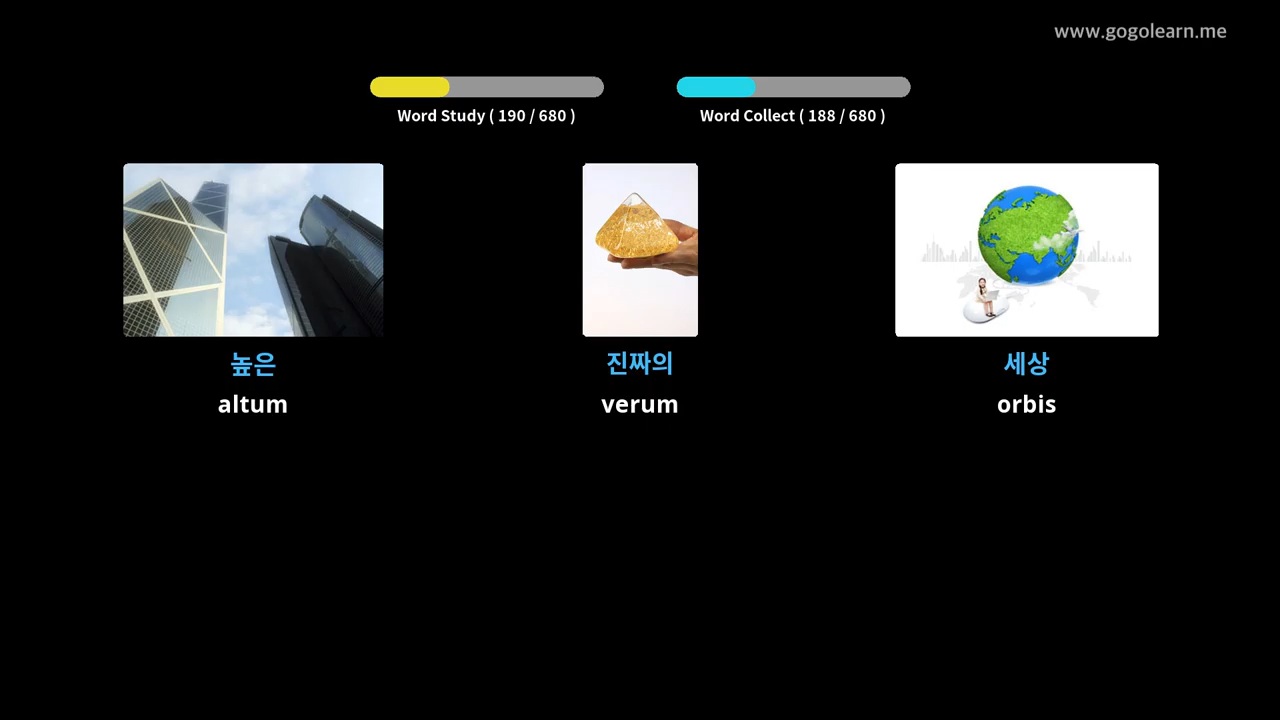 www.gogolearn.me
Word Study ( 190 / 680 )
Word Collect ( 188 / 680 )
높은
altum
진짜의
verum
세상
orbis